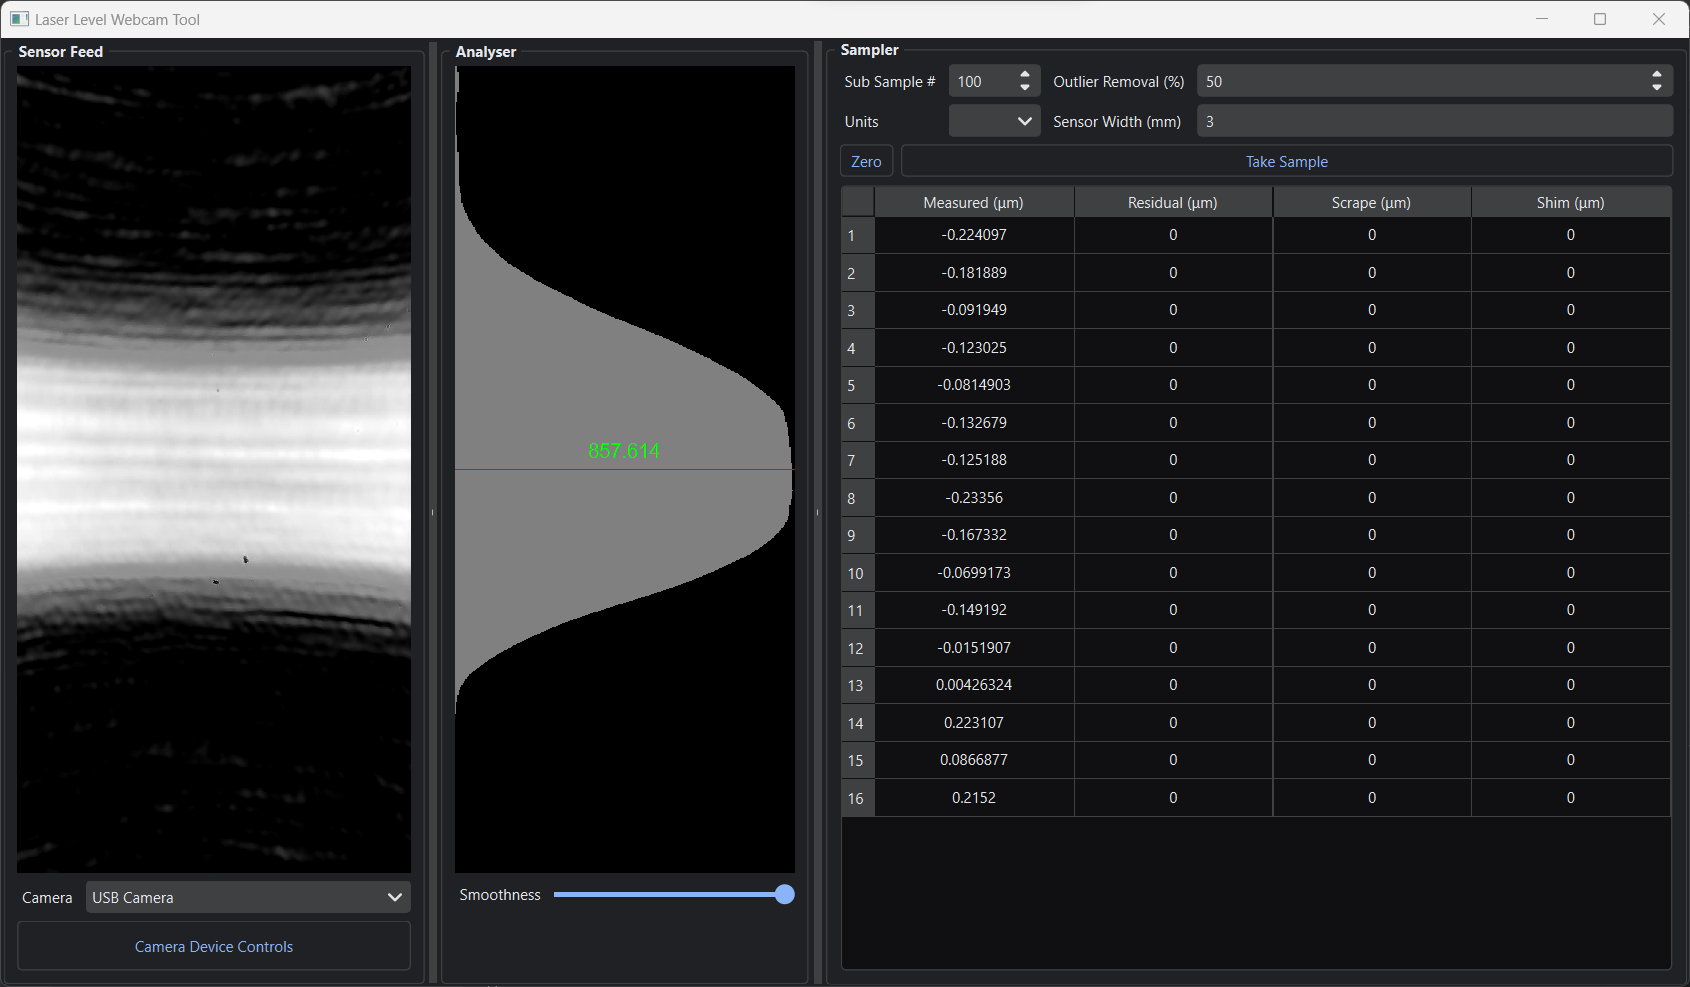 Laser Level Webcam Tool
Sensor Feed
Camera USB Camera
Camera Device Controls
Analyser
857.614
Smoothness
Sampler
Sub Sample # 100 Outlier Removal (%) 50
Units Sensor Width (mm) 3
Zero Take Sample
Measured (μm) Residual (μm) Scrape (μm) Shim (μm)
1 -0.224097 0 0 0
2 -0.181889 0 0 0
3 -0.091949 0 0 0
4 -0.123025 0 0 0
5 -0.0814903 0 0 0
6 -0.132679 0 0 0
7 -0.125188 0 0 0
8 -0.23356 0 0 0
9 -0.167332 0 0 0
10 -0.0699173 0 0 0
11 -0.149192 0 0 0
12 -0.0151907 0 0 0
13 0.00426324 0 0 0
14 0.223107 0 0 0
15 0.0866877 0 0 0
16 0.2152 0 0 0